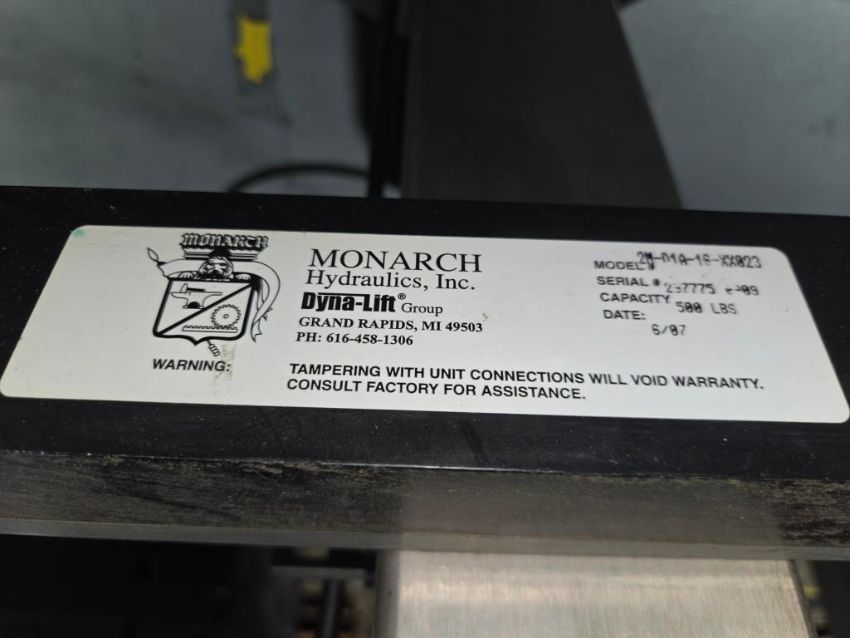 MONARCH
MONARCH
Hydraulics, Inc.
Dyna-Lift® Group
GRAND RAPIDS, MI 49503
PH: 616-458-1306
MODEL#
SERIAL #
CAPACITY 500 LBS
DATE: 6/07
WARNING: TAMPERING WITH UNIT CONNECTIONS WILL VOID WARRANTY.
CONSULT FACTORY FOR ASSISTANCE.